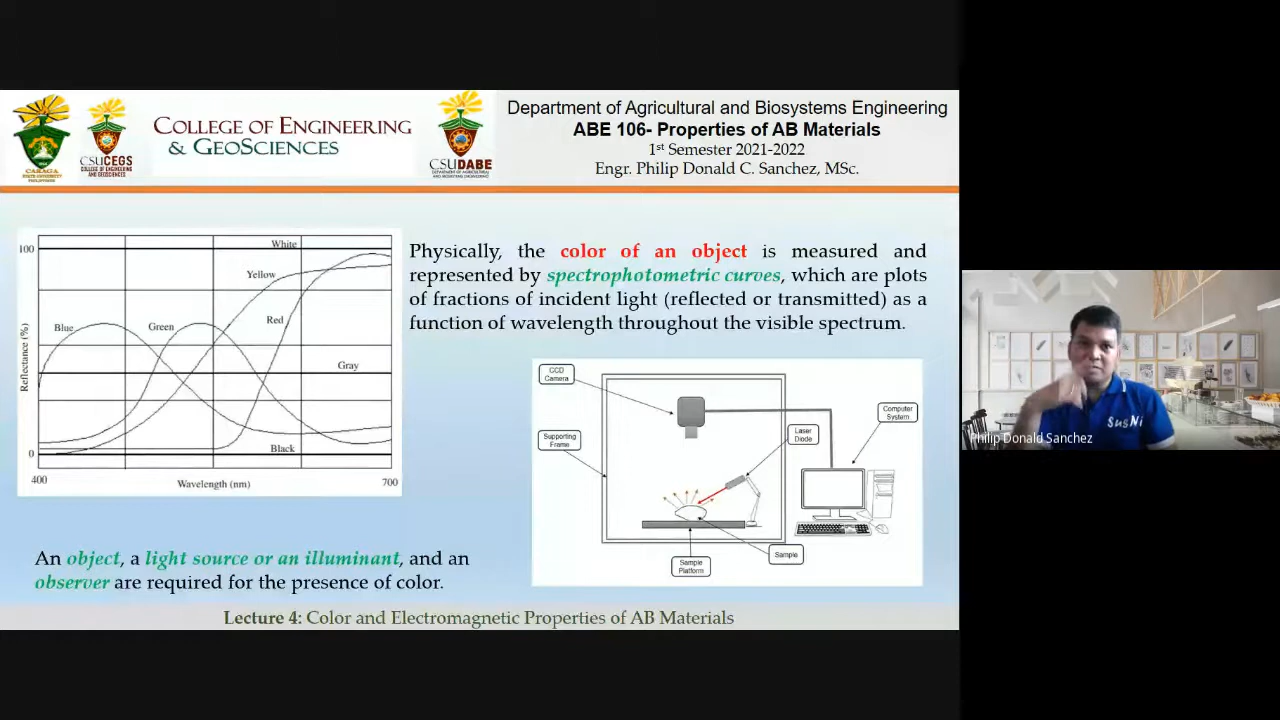 COLLEGE OF ENGINEERING
& GEOSCIENCES
CARAGA
CSUCEGS
CSUDABE
Department of Agricultural and Biosystems Engineering
ABE 106- Properties of AB Materials
1st Semester 2021-2022
Engr. Philip Donald C. Sanchez, MSc.
100
White
Yellow
Blue
Green
Red
Gray
Black
Reflectance (%)
0
400
Wavelength (nm)
700
Physically, the color of an object is measured and
represented by spectrophotometric curves, which are plots
of fractions of incident light (reflected or transmitted) as a
function of wavelength throughout the visible spectrum.
CCD
Camera
Supporting
Frame
Laser
Diode
Computer
System
Sample
Platform
Sample
An object, a light source or an illuminant, and an
observer are required for the presence of color.
Lecture 4: Color and Electromagnetic Properties of AB Materials
SusNi
Philip Donald Sanchez